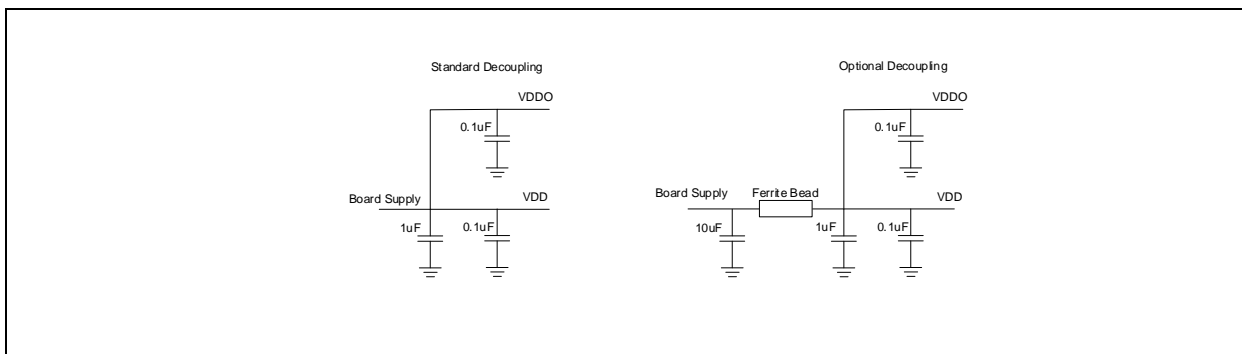 Standard Decoupling
VDDO
0.1uF
Board Supply
VDD
1uF
0.1uF
Optional Decoupling
VDDO
0.1uF
Board Supply
Ferrite Bead
VDD
10uF
1uF
0.1uF